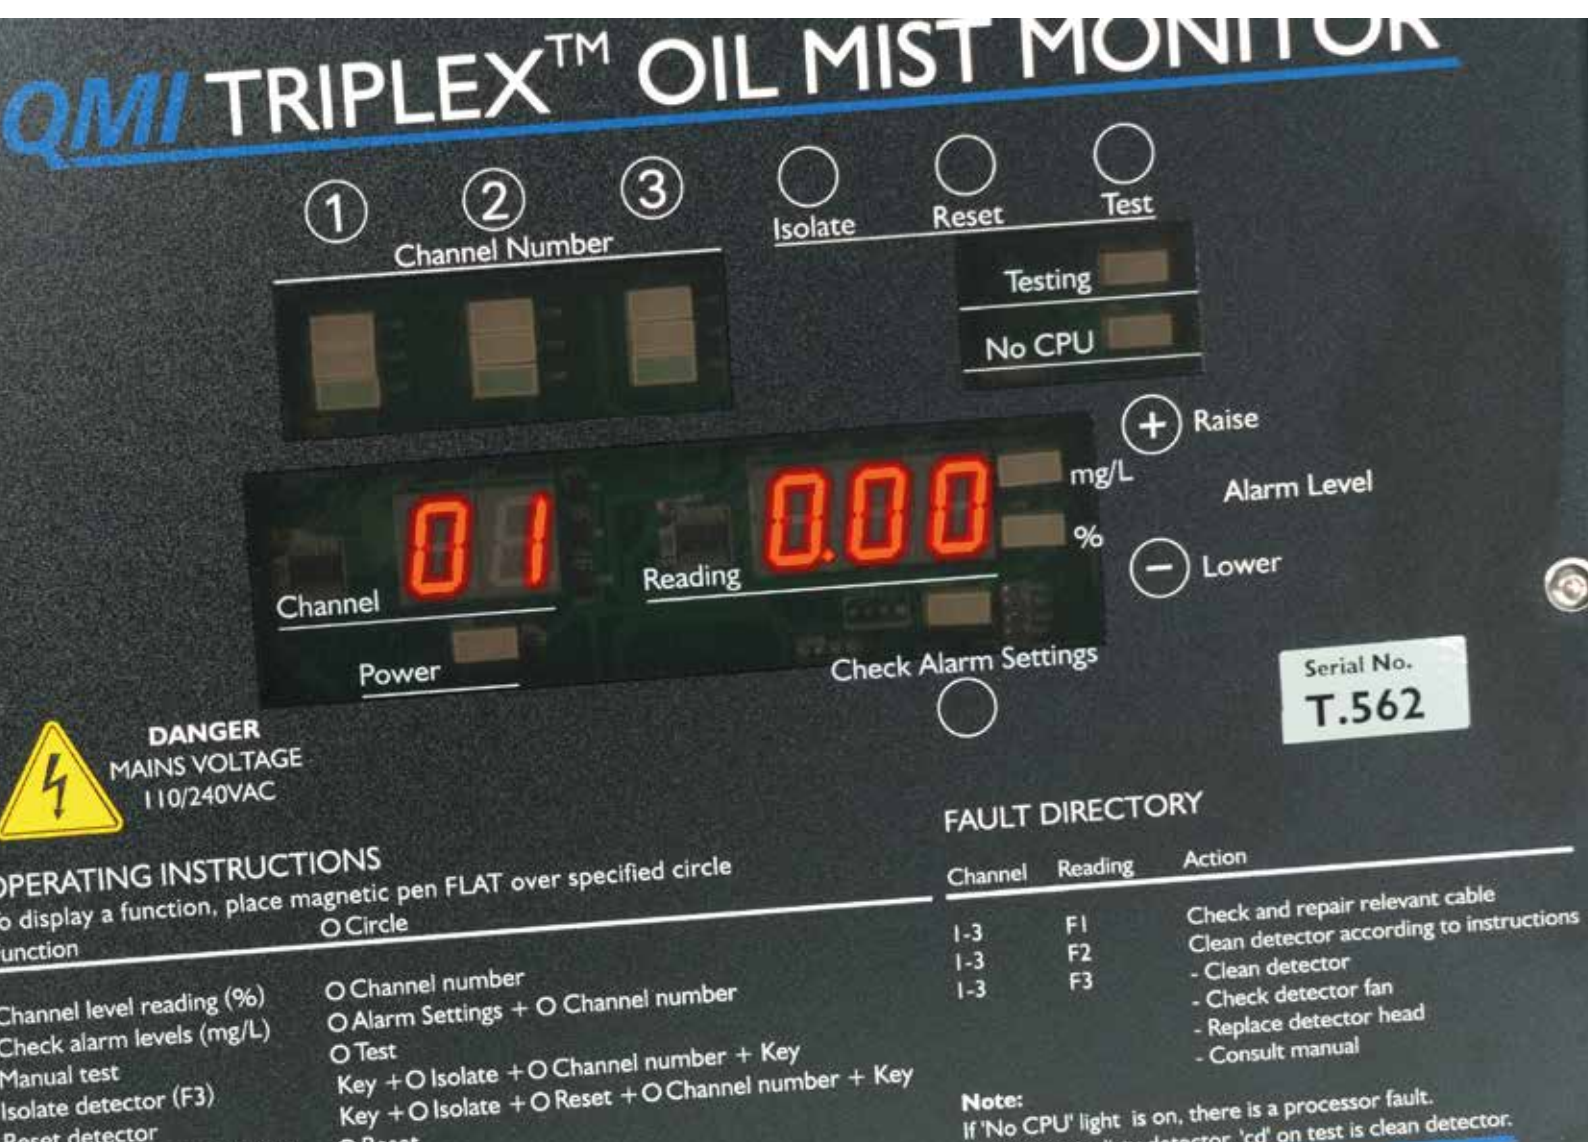 QMI TRIPLEX™ OIL MIST MONITOR
1 2 3
Channel Number
Isolate Reset Test
Testing
No CPU
+ Raise
Alarm Level
- Lower
01
Channel
0.00
Reading
mg/L
%
Power
Check Alarm Settings
Serial No.
T.562
DANGER
MAINS VOLTAGE
110/240VAC
OPERATING INSTRUCTIONS
To display a function, place magnetic pen FLAT over specified circle
Function O Circle
Channel level reading (%) O Channel number
Check alarm levels (mg/L) O Alarm Settings + O Channel number
Manual test O Test
Isolate detector (F3) Key + O Isolate + O Channel number + Key
Reset detector Key + O Isolate + O Reset + O Channel number + Key
FAULT DIRECTORY
Channel Reading Action
1-3 F1 Check and repair relevant cable
1-3 F2 Clean detector according to instructions
1-3 F3 - Clean detector
- Check detector fan
- Replace detector head
- Consult manual
Note:
If 'No CPU' light is on, there is a processor fault.
detector, 'cd' on test is clean detector.